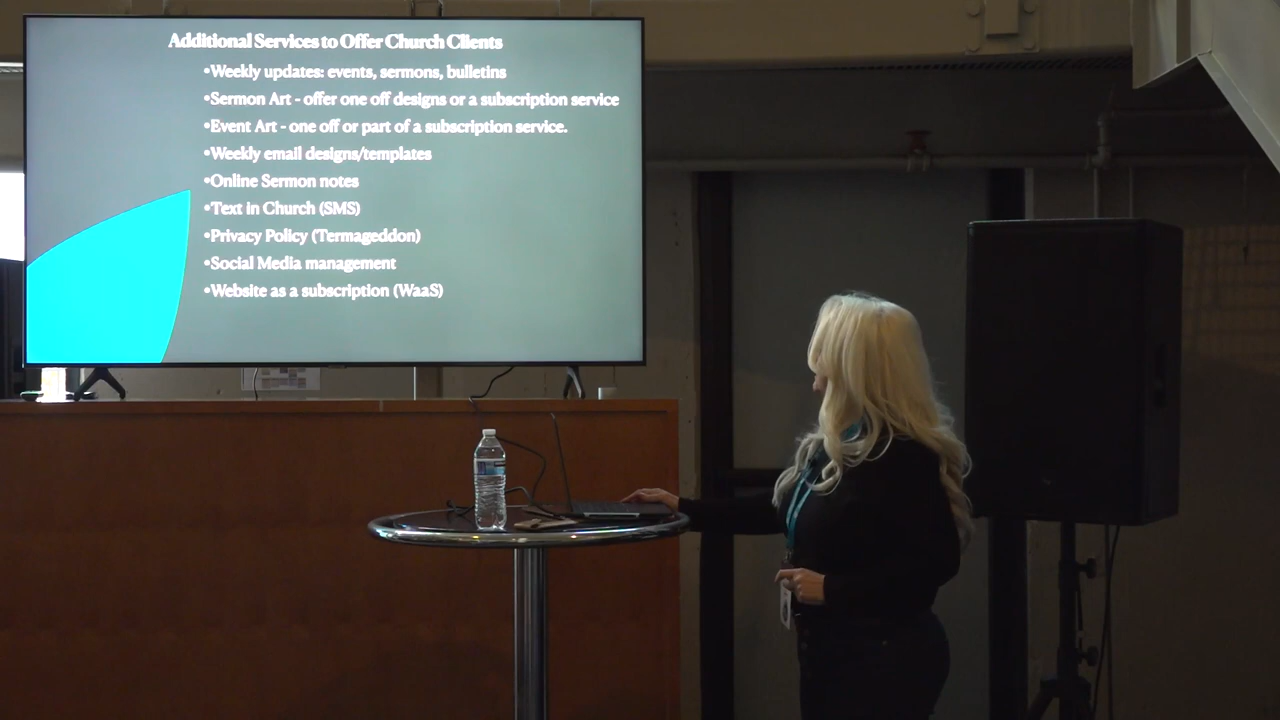 Additional Services to Offer Church Clients
•Weekly updates: events, sermons, bulletins
•Sermon Art - offer one off designs or a subscription service
•Event Art - one off or part of a subscription service.
•Weekly email designs/templates
•Online Sermon notes
•Text in Church (SMS)
•Privacy Policy (Termageddon)
•Social Media management
•Website as a subscription (WaaS)